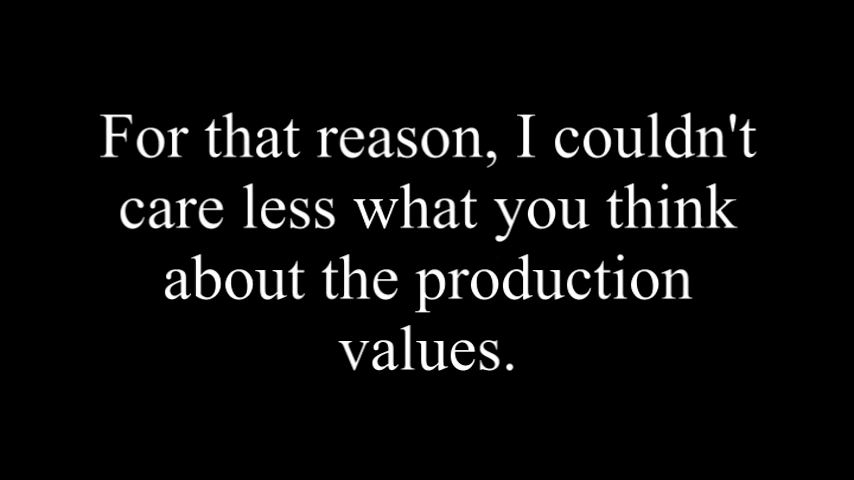 For that reason, I couldn't
care less what you think
about the production
values.